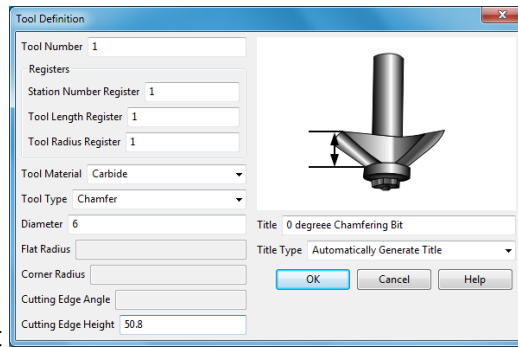 Tool Definition
Tool Number 1
Registers
Station Number Register 1
Tool Length Register 1
Tool Radius Register 1
Tool Material Carbide
Tool Type Chamfer
Diameter 6
Flat Radius
Corner Radius
Cutting Edge Angle
Cutting Edge Height 50.8
Title 0 degreee Chamfering Bit
Title Type Automatically Generate Title
OK Cancel Help